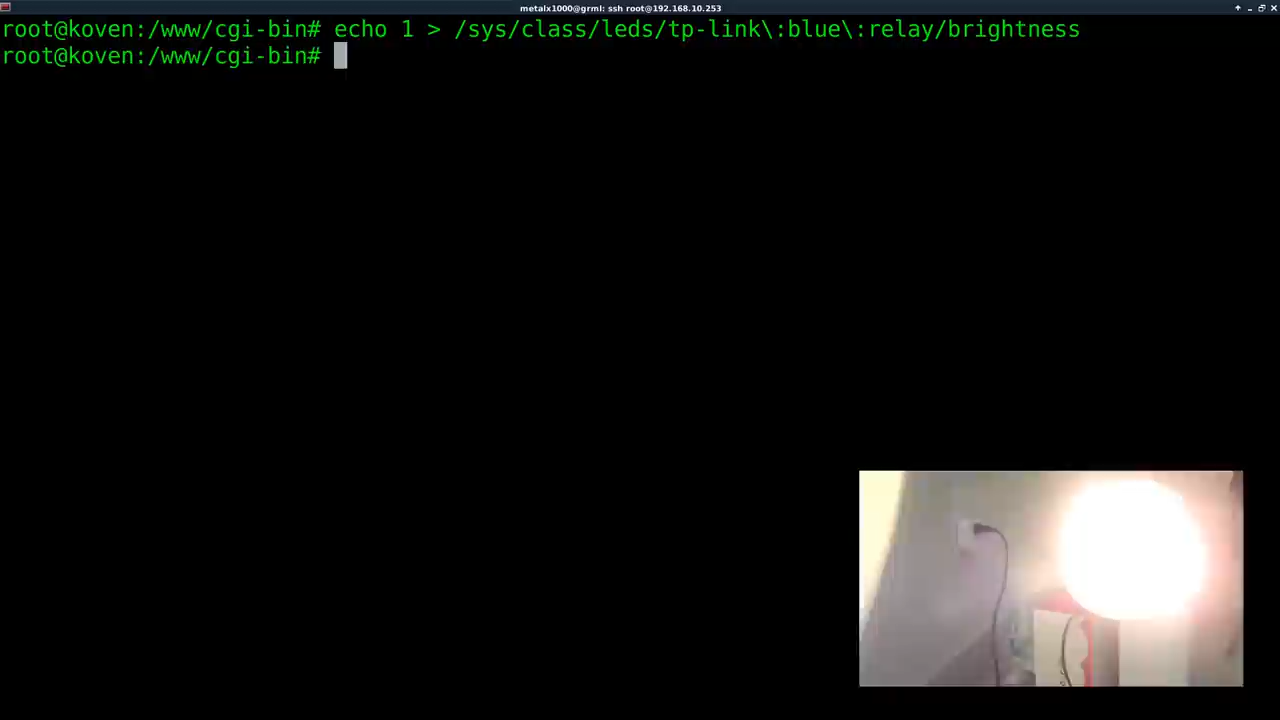 metalx1000@grml: ssh root@192.168.10.253
root@koven:/www/cgi-bin# echo 1 > /sys/class/leds/tp-link\:blue\:relay/brightness
root@koven:/www/cgi-bin#